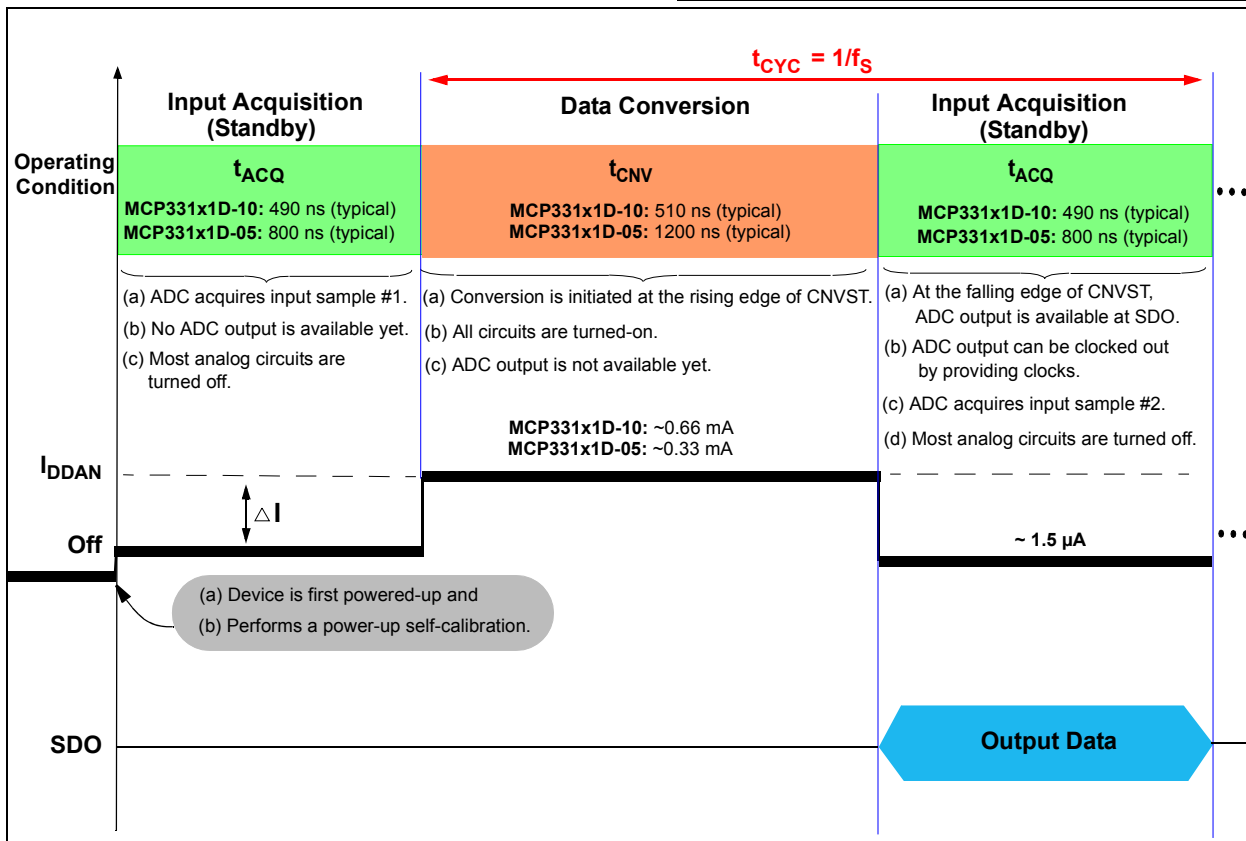 tCYC = 1/fS
Input Acquisition
(Standby)
Data Conversion
Input Acquisition
(Standby)
Operating
Condition
tACQ
MCP331x1D-10: 490 ns (typical)
MCP331x1D-05: 800 ns (typical)
tCNV
MCP331x1D-10: 510 ns (typical)
MCP331x1D-05: 1200 ns (typical)
tACQ
MCP331x1D-10: 490 ns (typical)
MCP331x1D-05: 800 ns (typical)
(a) ADC acquires input sample #1.
(b) No ADC output is available yet.
(c) Most analog circuits are
turned off.
(a) Conversion is initiated at the rising edge of CNVST.
(b) All circuits are turned-on.
(c) ADC output is not available yet.
(a) At the falling edge of CNVST,
ADC output is available at SDO.
(b) ADC output can be clocked out
by providing clocks.
(c) ADC acquires input sample #2.
(d) Most analog circuits are turned off.
MCP331x1D-10: ~0.66 mA
MCP331x1D-05: ~0.33 mA
IDDAN
△ I
Off
~ 1.5 µA
(a) Device is first powered-up and
(b) Performs a power-up self-calibration.
SDO
Output Data